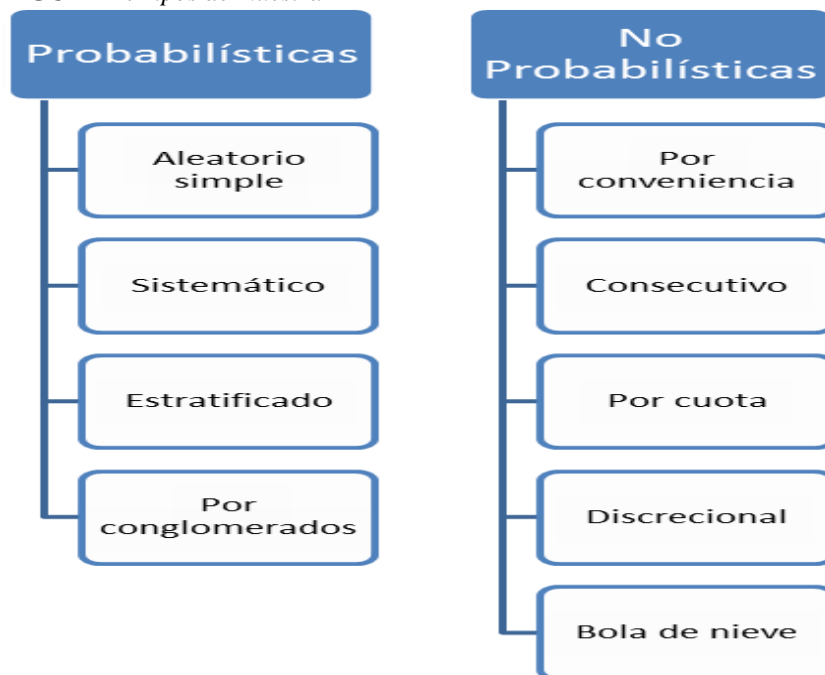 Probabilísticas
Aleatorio
simple
Sistemático
Estratificado
Por
conglomerados
No
Probabilísticas
Por
conveniencia
Consecutivo
Por cuota
Discrecional
Bola de nieve